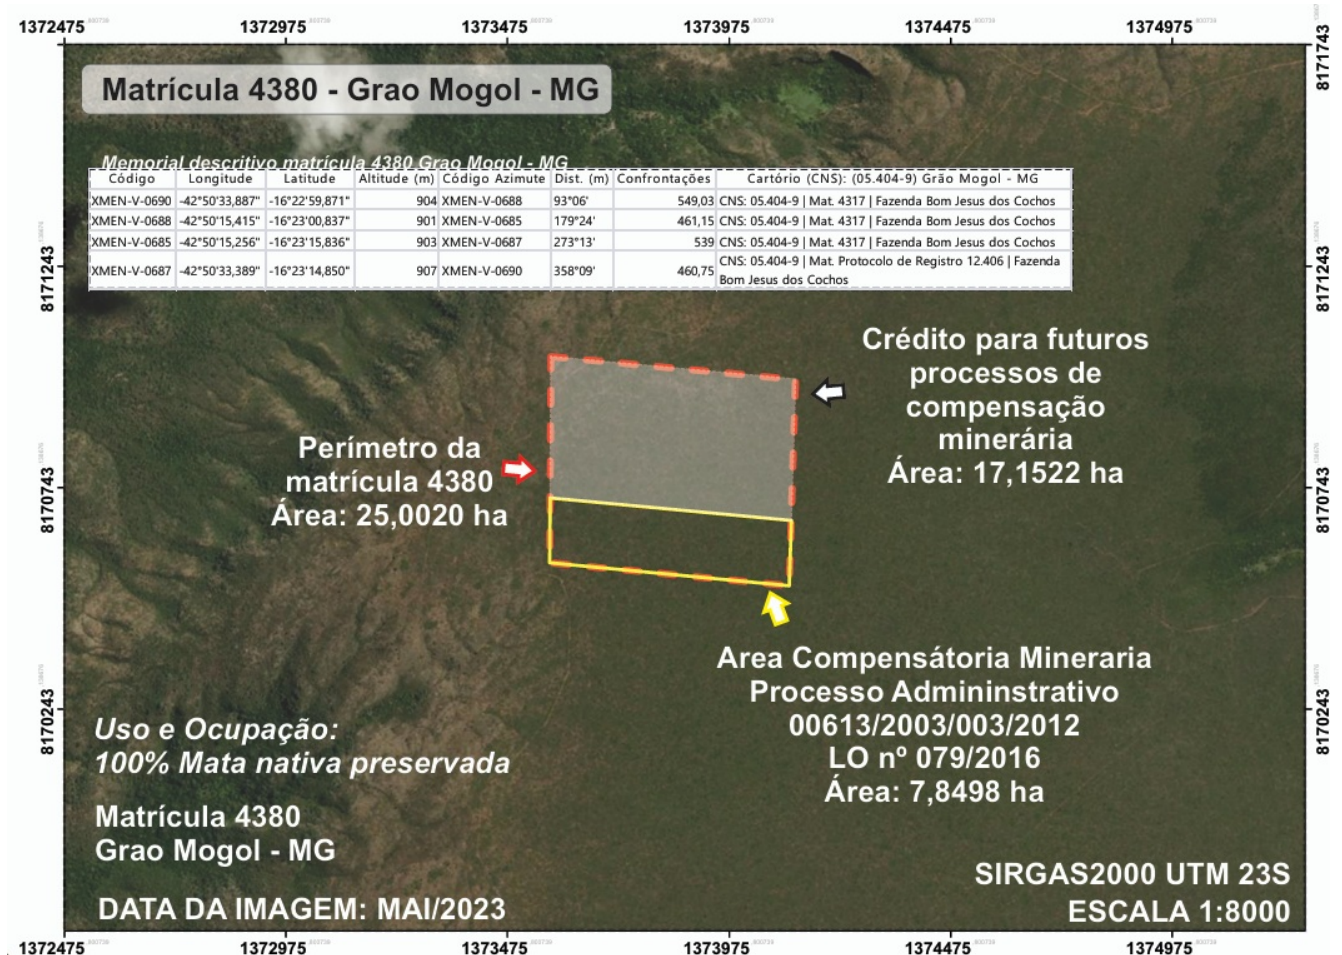 1372475 1372975 1373475 1373975 1374475 1374975
Matrícula 4380 - Grao Mogol - MG
Memorial descritivo matrícula 4380 Grao Mogol - MG
Código Longitude Latitude Altitude (m) Código Azimute Dist. (m) Confrontações Cartório (CNS): (05.404-9) Grão Mogol - MG
XMEN-V-0690 -42°50'33,887" -16°22'59,871" 904 XMEN-V-0688 93°06' 549,03 CNS: 05.404-9 | Mat. 4317 | Fazenda Bom Jesus dos Cochos
XMEN-V-0688 -42°50'15,415" -16°23'00,837" 901 XMEN-V-0685 179°24' 461,15 CNS: 05.404-9 | Mat. 4317 | Fazenda Bom Jesus dos Cochos
XMEN-V-0685 -42°50'15,256" -16°23'15,836" 903 XMEN-V-0687 273°13' 539 CNS: 05.404-9 | Mat. 4317 | Fazenda Bom Jesus dos Cochos
XMEN-V-0687 -42°50'33,389" -16°23'14,850" 907 XMEN-V-0690 358°09' 460,75 CNS: 05.404-9 | Mat. Protocolo de Registro 12.406 | Fazenda
Bom Jesus dos Cochos
8171743
8171243
8171243
Crédito para futuros
processos de
compensação
minerária
Área: 17,1522 ha
Perímetro da
matrícula 4380
Área: 25,0020 ha
8170743
8170743
Area Compensátoria Mineraria
Processo Admininstrativo
00613/2003/003/2012
LO nº 079/2016
Área: 7,8498 ha
8170243
8170243
Uso e Ocupação:
100% Mata nativa preservada
Matrícula 4380
Grao Mogol - MG
DATA DA IMAGEM: MAI/2023
SIRGAS2000 UTM 23S
ESCALA 1:8000
1372475 1372975 1373475 1373975 1374475 1374975